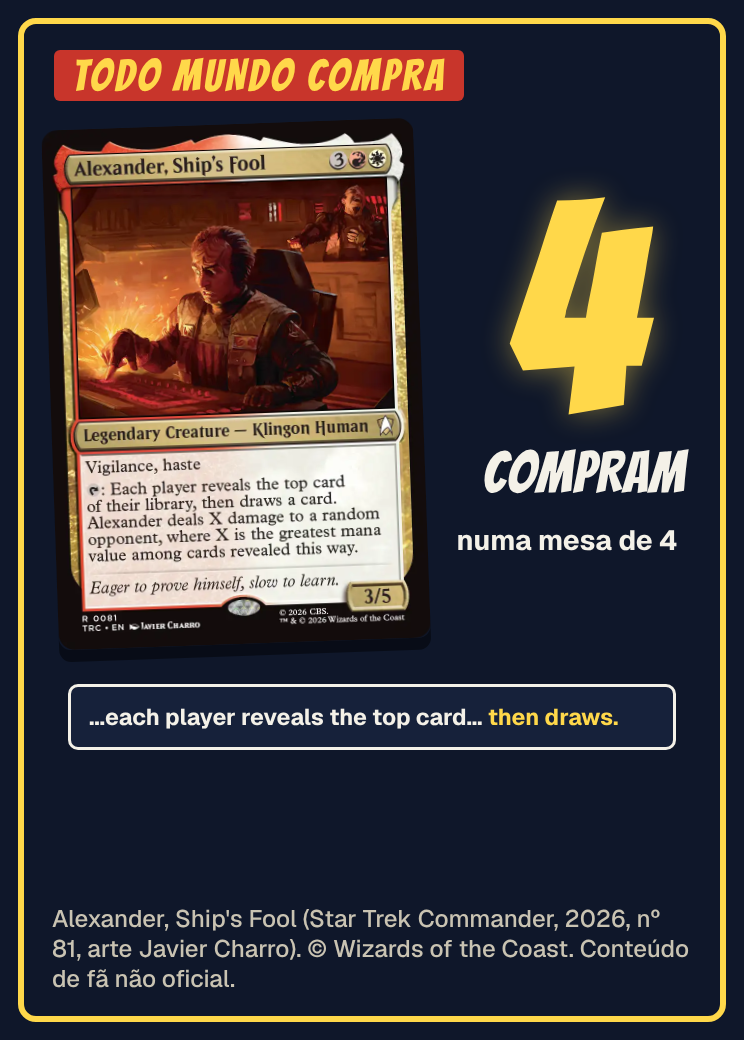 TODO MUNDO COMPRA
Alexander, Ship's Fool 3
Legendary Creature — Klingon Human
Vigilance, haste
: Each player reveals the top card
of their library, then draws a card.
Alexander deals X damage to a random
opponent, where X is the greatest mana
value among cards revealed this way.
Eager to prove himself, slow to learn.
3/5
R 0081
TRC • EN Javier Charro
© 2026 CBS.
™ & © 2026 Wizards of the Coast
4
COMPRAM
numa mesa de 4
...each player reveals the top card... then draws.
Alexander, Ship's Fool (Star Trek Commander, 2026, nº
81, arte Javier Charro). © Wizards of the Coast. Conteúdo
de fã não oficial.